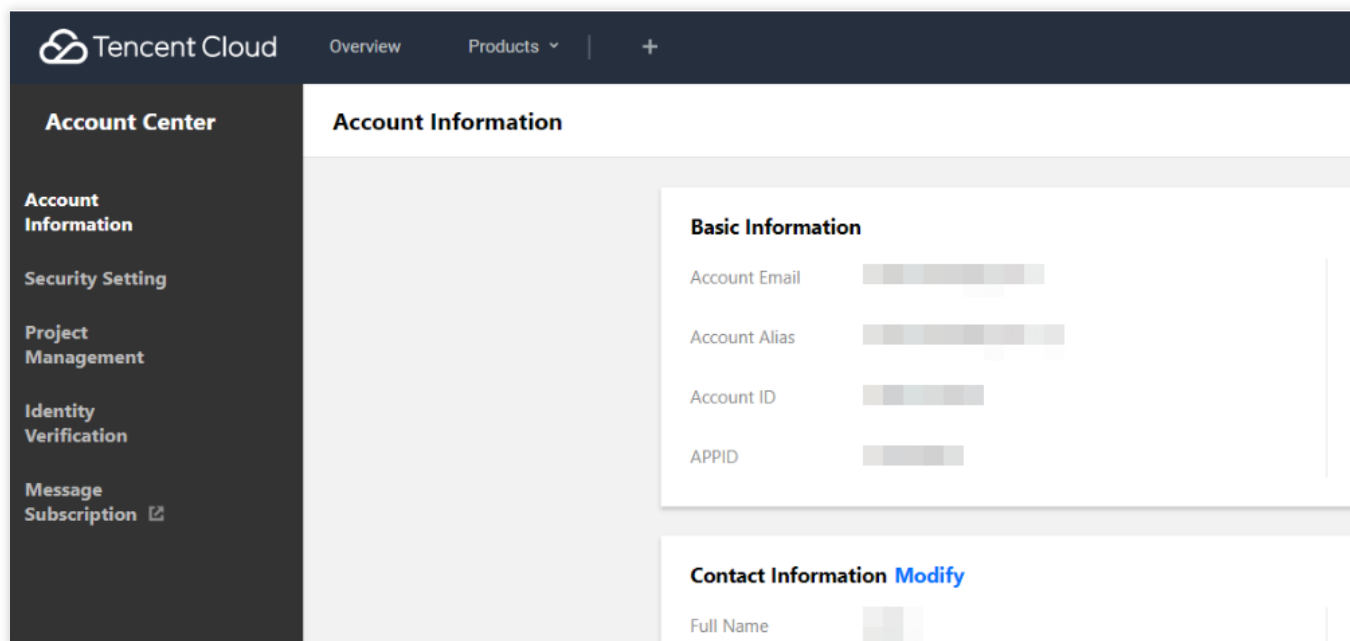 Tencent Cloud Overview Products +
Account Center
Account Information
Account
Information
Security Setting
Project
Management
Identity
Verification
Message
Subscription
Basic Information
Account Email
Account Alias
Account ID
APPID
Contact Information Modify
Full Name